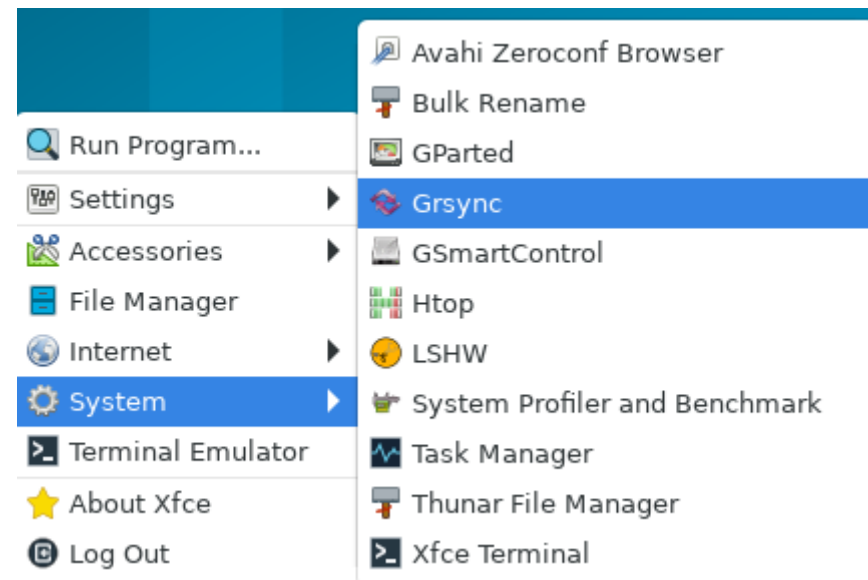 Run Program...
Settings
Accessories
File Manager
Internet
System
Terminal Emulator
About Xfce
Log Out
Avahi Zeroconf Browser
Bulk Rename
GParted
Grsync
GSmartControl
Htop
LSHW
System Profiler and Benchmark
Task Manager
Thunar File Manager
Xfce Terminal